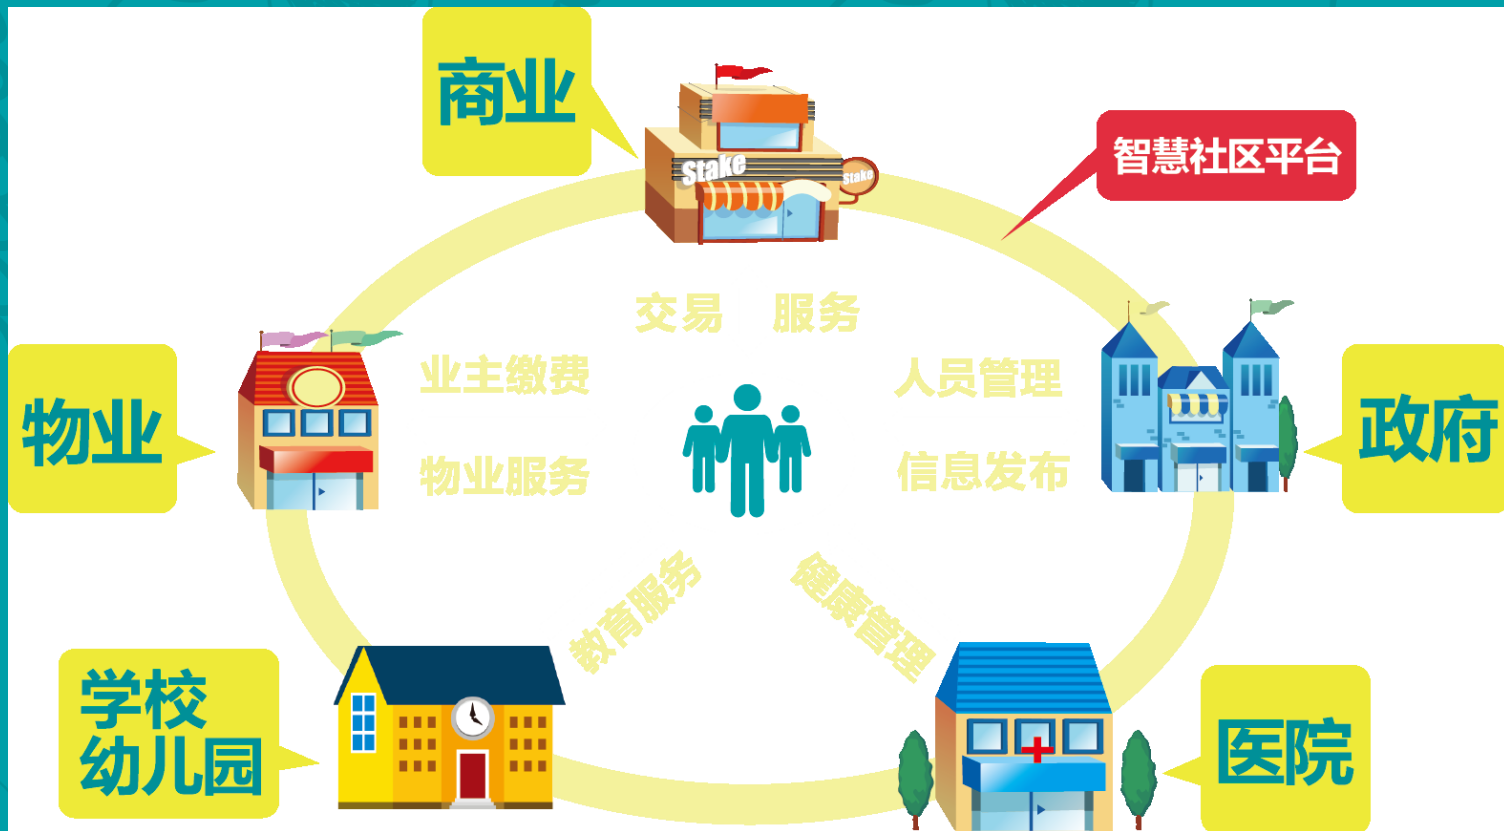 商业
智慧社区平台
Stake
Stake
交易 服务
业主缴费
人员管理
物业
政府
物业服务
信息发布
教育服务
健康管理
学校
幼儿园
医院